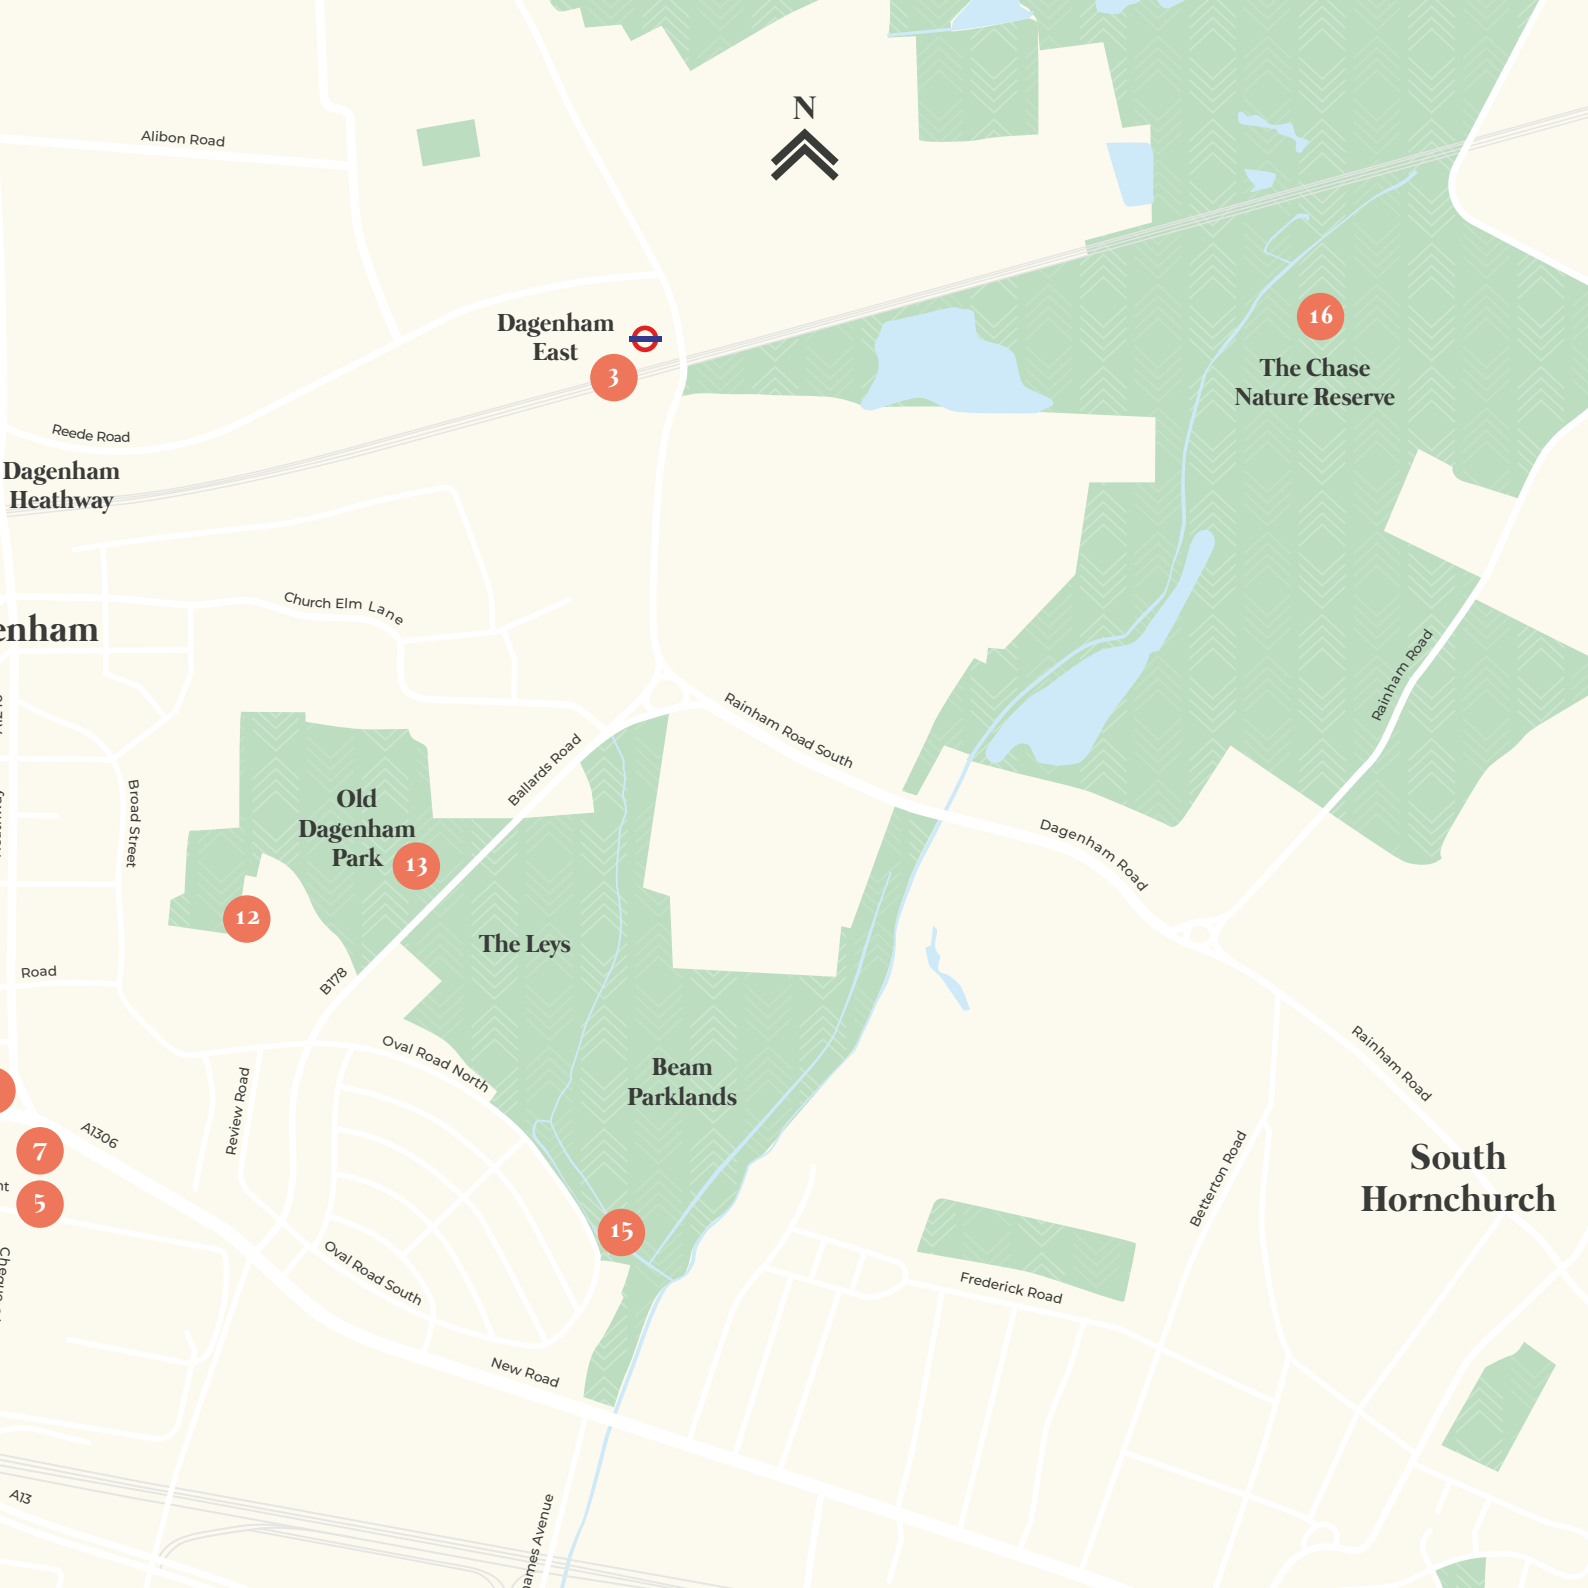 N
Alibon Road
Dagenham
East
3
16
The Chase
Nature Reserve
Reede Road
Dagenham
Heathway
Church Elm Lane
enham
Rainham Road
Rainham Road South
Ballards Road
Broad Street
Old
Dagenham
Park
13
Dagenham Road
12
The Leys
Road
B178
Oval Road North
Beam
Parklands
Rainham Road
Review Road
A1306
7
5
nt
Betterton Road
South
Hornchurch
15
Oval Road South
Frederick Road
New Road
A13
hames Avenue